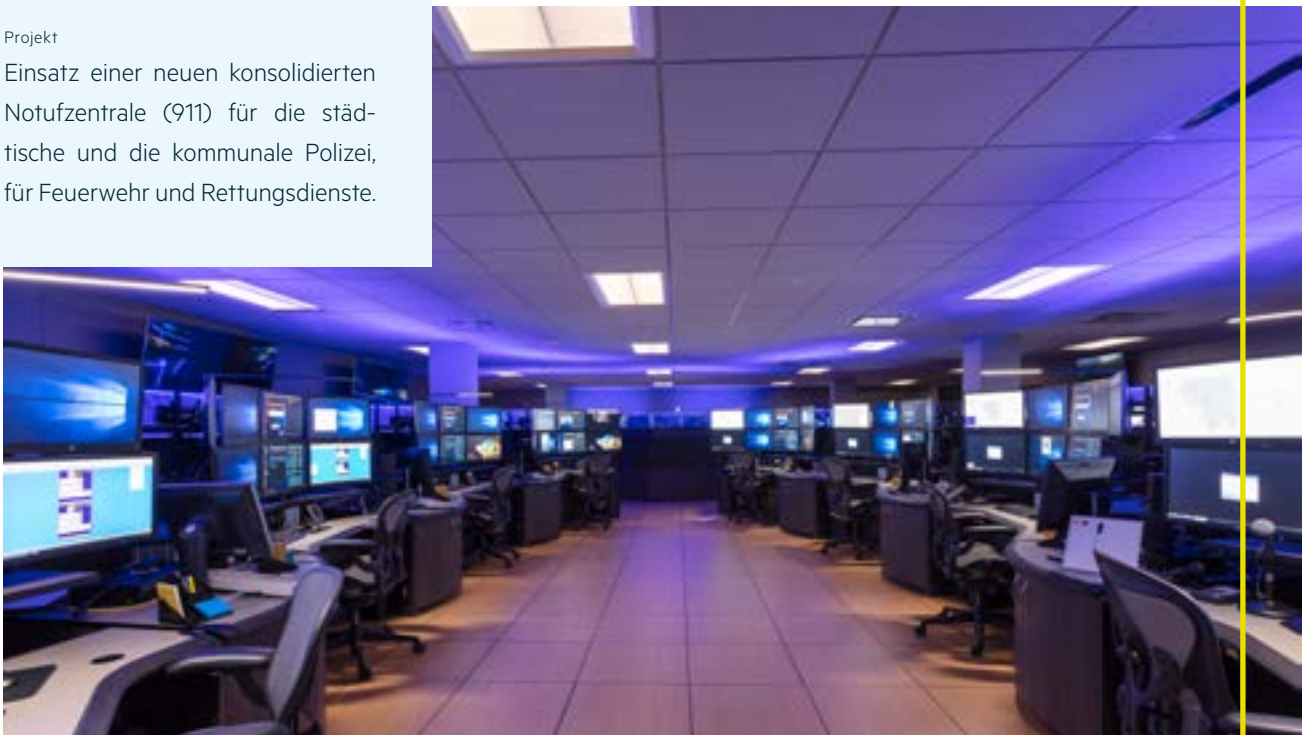 Projekt
Einsatz einer neuen konsolidierten
Notufzentrale (911) für die städ-
tische und die kommunale Polizei,
für Feuerwehr und Rettungsdienste.